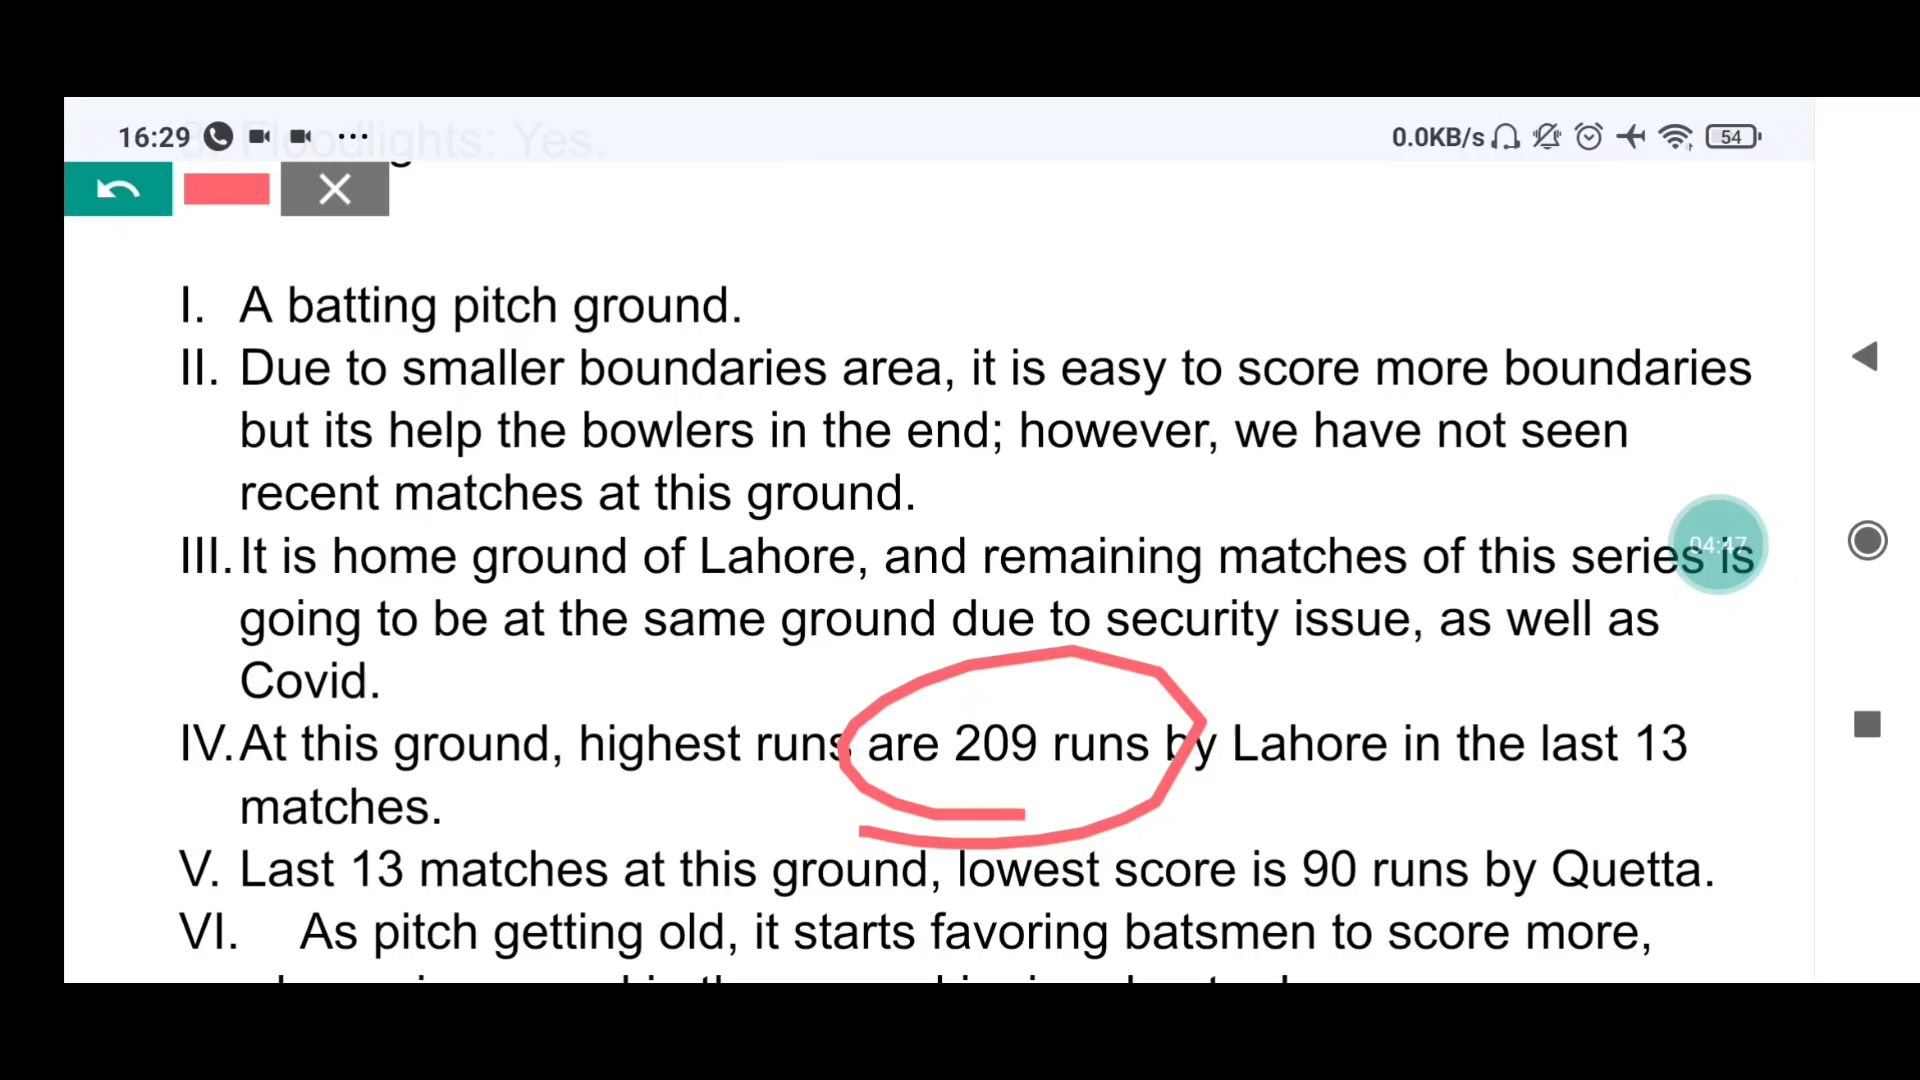 16:29 ... 0.0KB/s 54
Floodlights: Yes.
I. A batting pitch ground.
II. Due to smaller boundaries area, it is easy to score more boundaries
but its help the bowlers in the end; however, we have not seen
recent matches at this ground.
III. It is home ground of Lahore, and remaining matches of this series is
04:47
going to be at the same ground due to security issue, as well as
Covid.
IV. At this ground, highest runs are 209 runs by Lahore in the last 13
matches.
V. Last 13 matches at this ground, lowest score is 90 runs by Quetta.
VI. As pitch getting old, it starts favoring batsmen to score more,